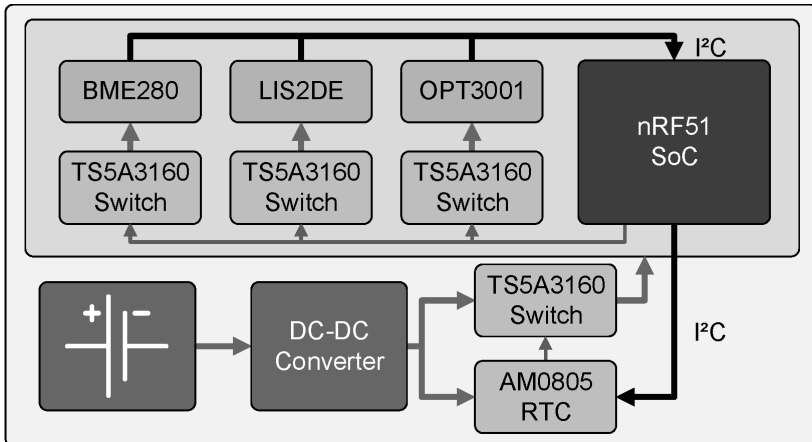 I²C
BME280
LIS2DE
OPT3001
nRF51
SoC
TS5A3160
Switch
TS5A3160
Switch
TS5A3160
Switch
+ −
DC-DC
Converter
TS5A3160
Switch
I²C
AM0805
RTC